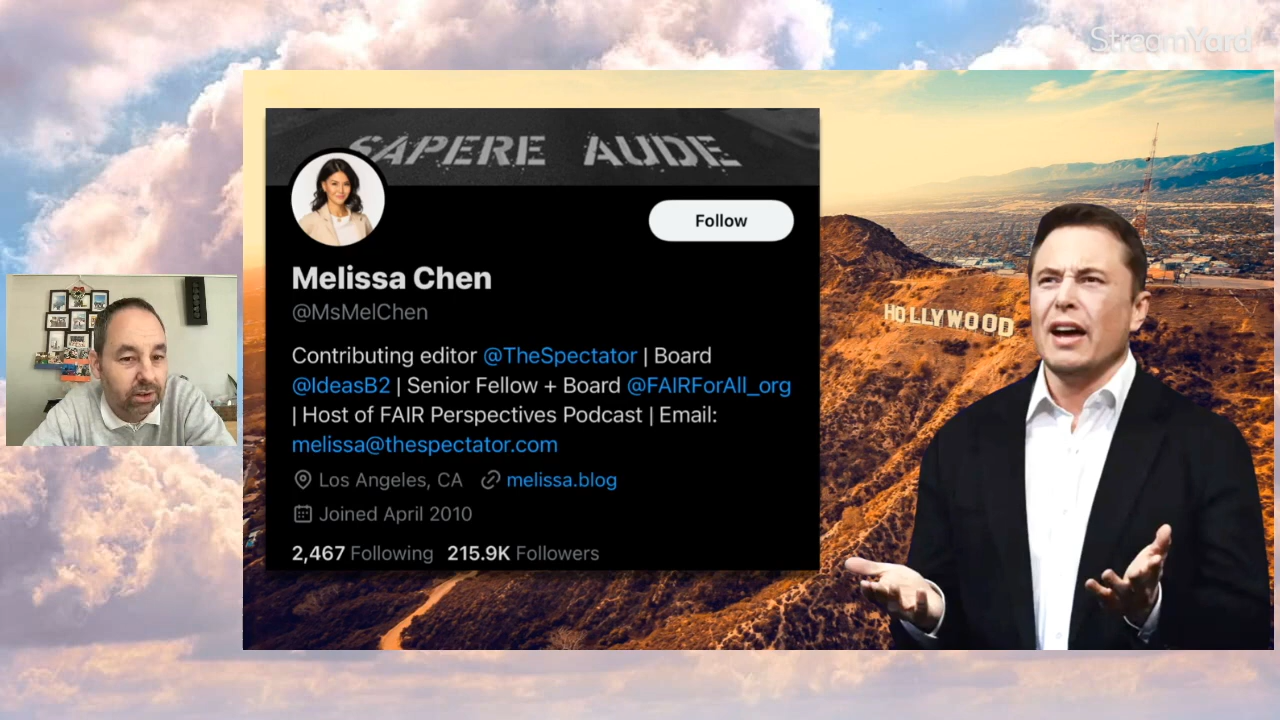 StreamYard
SAPERE AUDE
Follow
Melissa Chen
@MsMelChen
Contributing editor @TheSpectator | Board
@IdeasB2 | Senior Fellow + Board @FAIRForAll_org
| Host of FAIR Perspectives Podcast | Email:
melissa@thespectator.com
Los Angeles, CA melissa.blog
Joined April 2010
2,467 Following 215.9K Followers
HOLLYWOOD